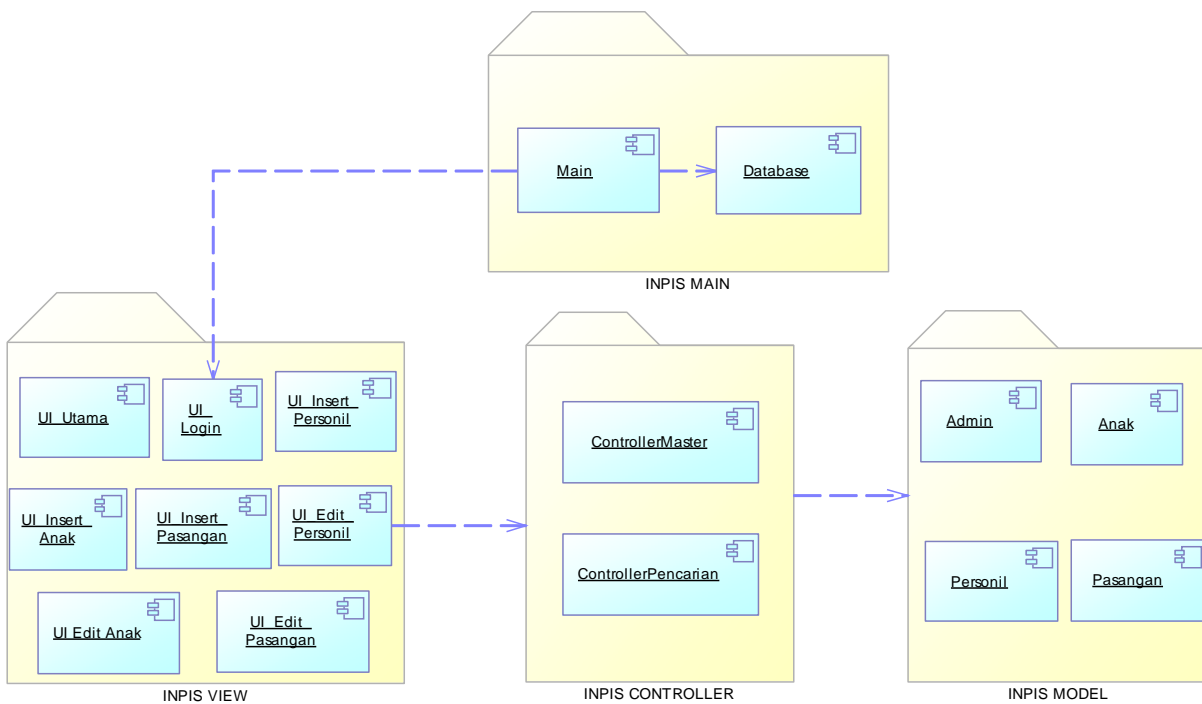 Main
Database
INPIS MAIN
UI_Utama
UI_
Login
UI_Insert_
Personil
UI_Insert_
Anak
UI_Insert_
Pasangan
UI_Edit_
Personil
UI Edit Anak
UI_Edit_
Pasangan
INPIS VIEW
ControllerMaster
ControllerPencarian
INPIS CONTROLLER
Admin
Anak
Personil
Pasangan
INPIS MODEL